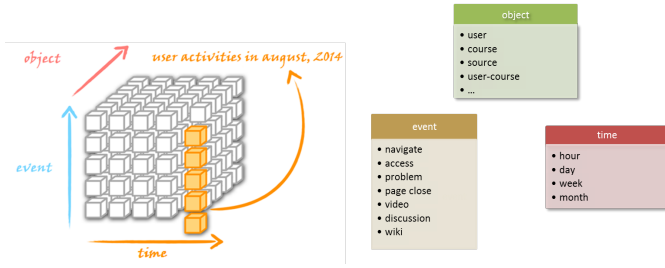 object
user activities in august, 2014
event
time
object
• user
• course
• source
• user-course
• ...
event
• navigate
• access
• problem
• page close
• video
• discussion
• wiki
time
• hour
• day
• week
• month